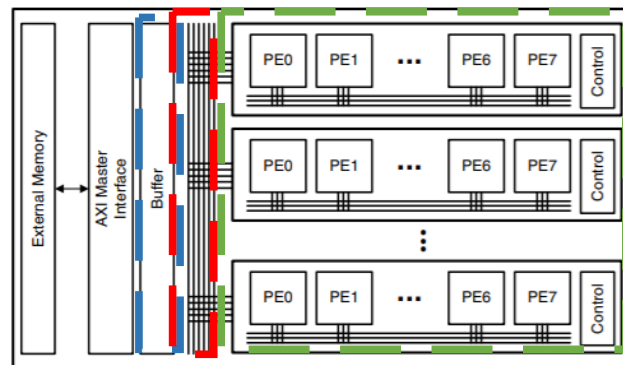 External Memory
AXI Master
Interface
Buffer
PE0 PE1 ... PE6 PE7 Control
PE0 PE1 ... PE6 PE7 Control
PE0 PE1 ... PE6 PE7 Control